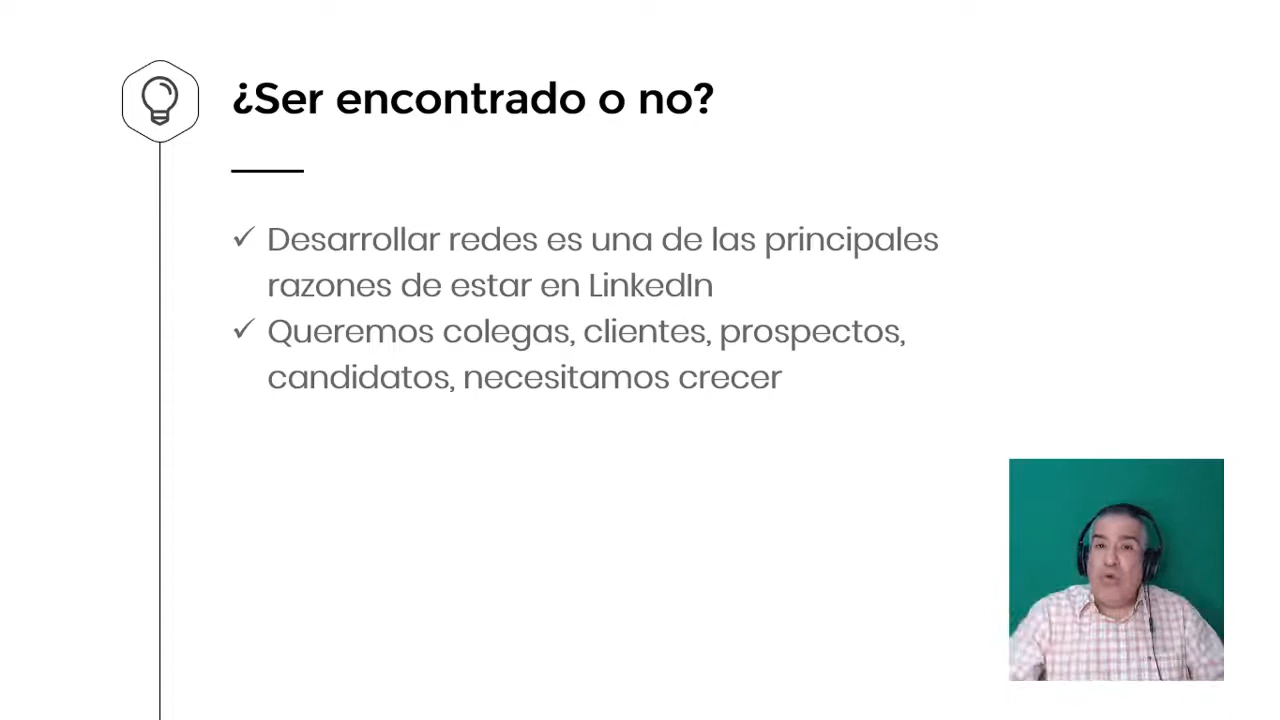 ¿Ser encontrado o no?
✓ Desarrollar redes es una de las principales
razones de estar en LinkedIn
✓ Queremos colegas, clientes, prospectos,
candidatos, necesitamos crecer